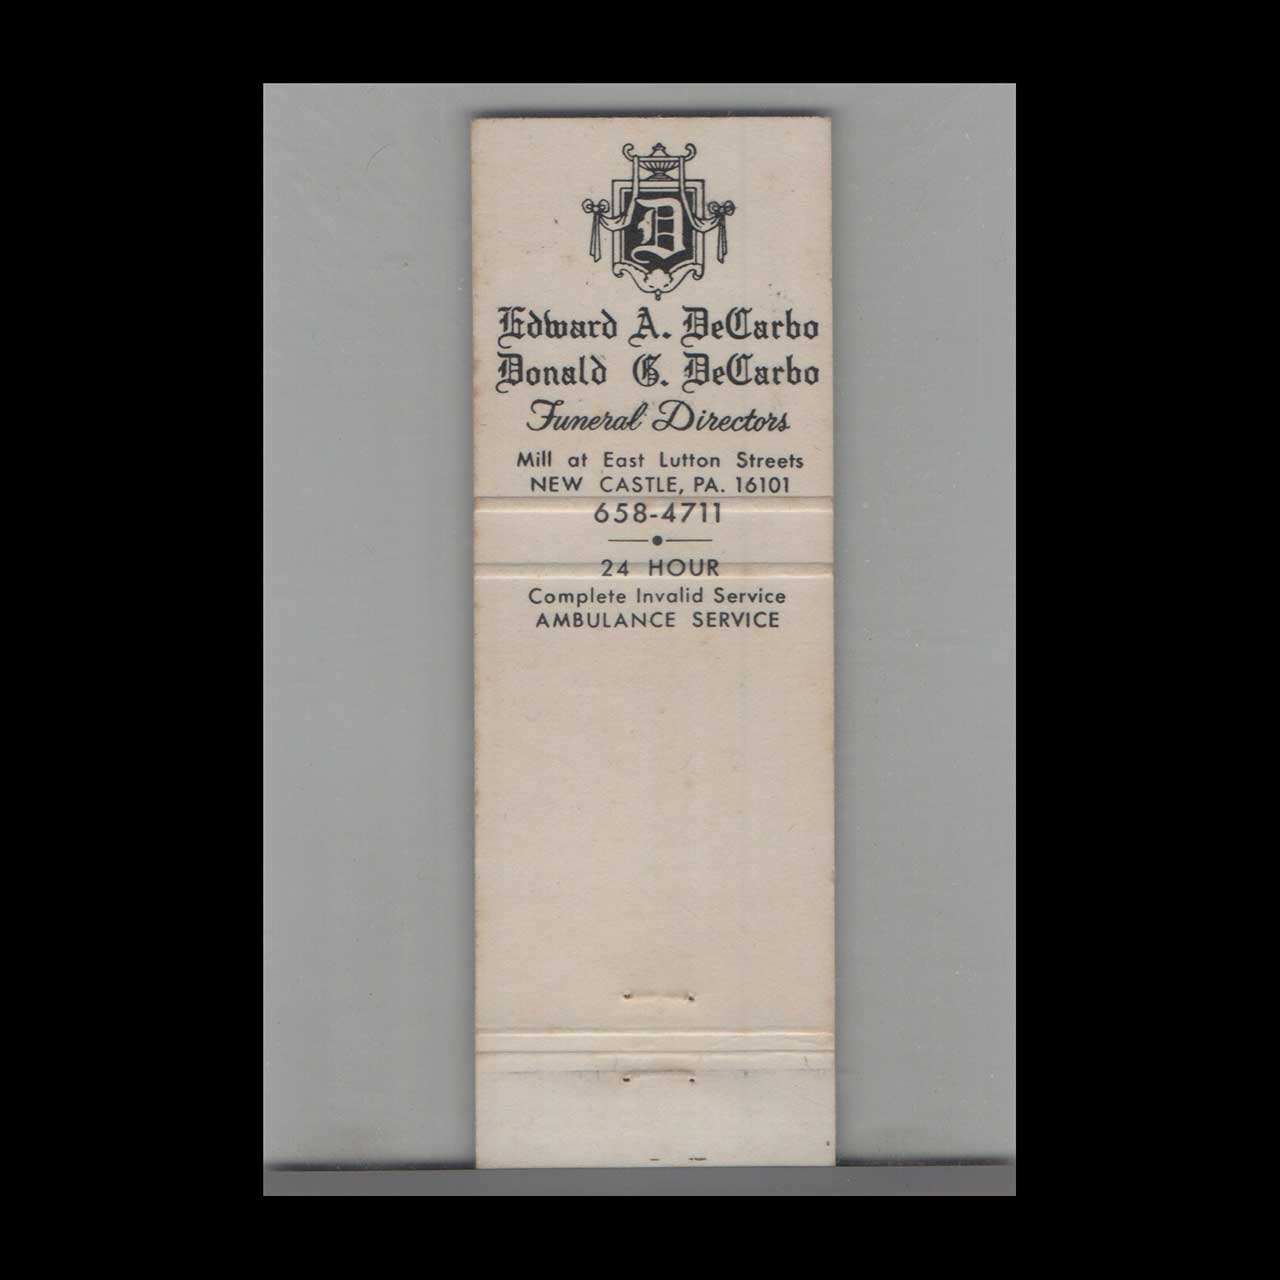 D
Edward A. DeCarbo
Donald G. DeCarbo
Funeral Directors
Mill at East Lutton Streets
NEW CASTLE, PA. 16101
658-4711
24 HOUR
Complete Invalid Service
AMBULANCE SERVICE